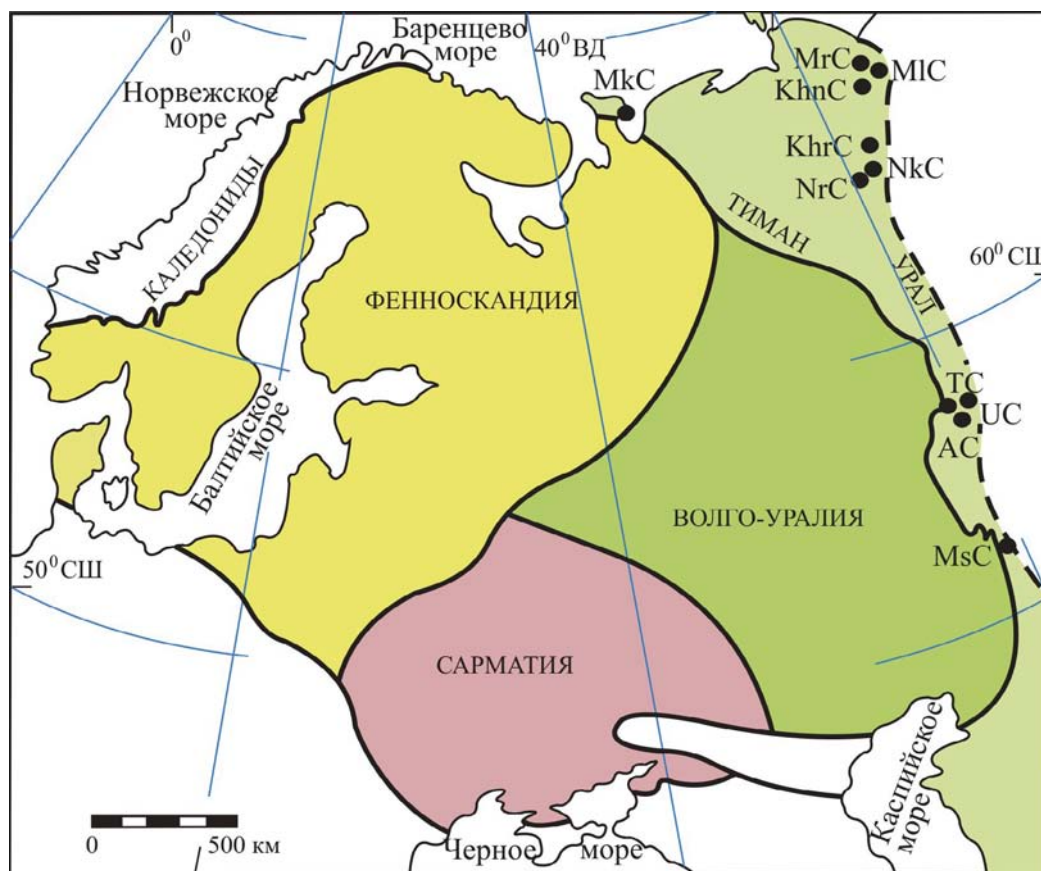 Баренцево
море
0⁰
40⁰ ВД
Норвежское
море
MkC
MrC
MlC
KhnC
KhrC
NkC
NrC
КАЛЕДОНИДЫ
ТИМАН
УРАЛ
60⁰ СШ
ФЕННОСКАНДИЯ
Балтийское
море
TC
UC
AC
ВОЛГО-УРАЛИЯ
MsC
50⁰ СШ
САРМАТИЯ
Каспийское
море
0 500 км
Черное море